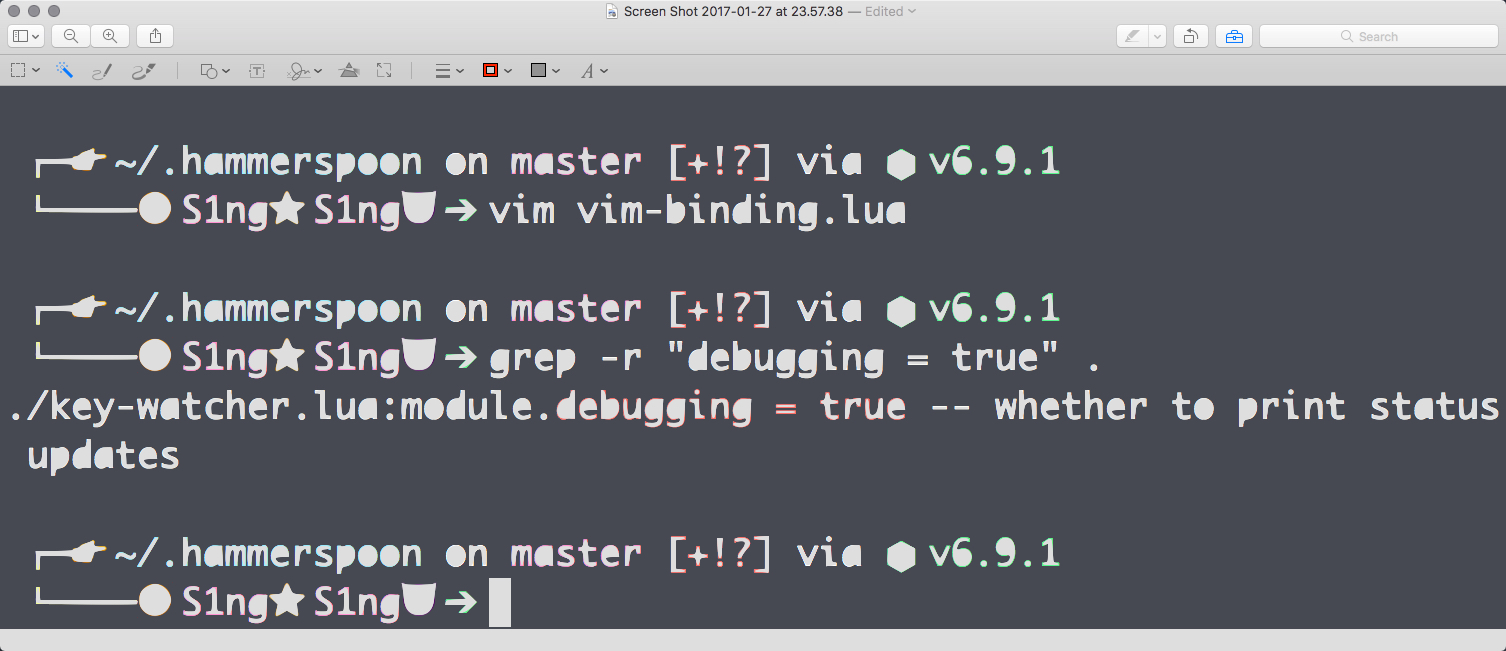 Screen Shot 2017-01-27 at 23.57.38 — Edited
Search
~/.hammerspoon on master [+!?] via ⬢ v6.9.1
S1ng★ S1ng ➔ vim vim-binding.lua
~/.hammerspoon on master [+!?] via ⬢ v6.9.1
S1ng★ S1ng ➔ grep -r "debugging = true" .
./key-watcher.lua:module.debugging = true -- whether to print status
updates
~/.hammerspoon on master [+!?] via ⬢ v6.9.1
S1ng★ S1ng ➔